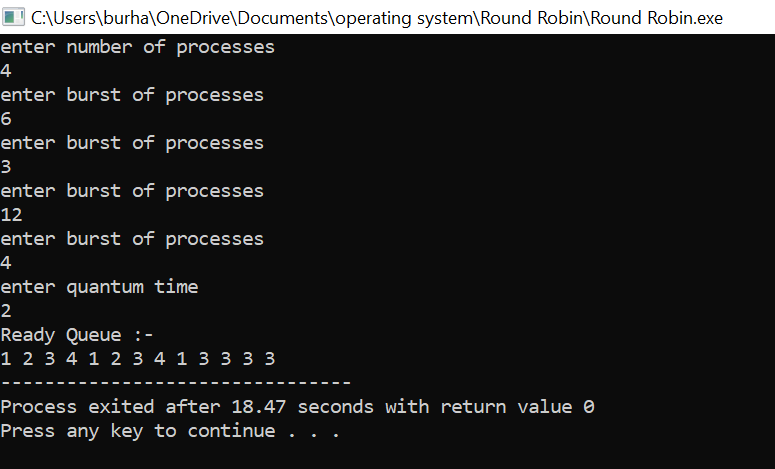 C:\Users\burha\OneDrive\Documents\operating system\Round Robin\Round Robin.exe
enter number of processes
4
enter burst of processes
6
enter burst of processes
3
enter burst of processes
12
enter burst of processes
4
enter quantum time
2
Ready Queue :-
1 2 3 4 1 2 3 4 1 3 3 3 3
--------------------------------
Process exited after 18.47 seconds with return value 0
Press any key to continue . . .